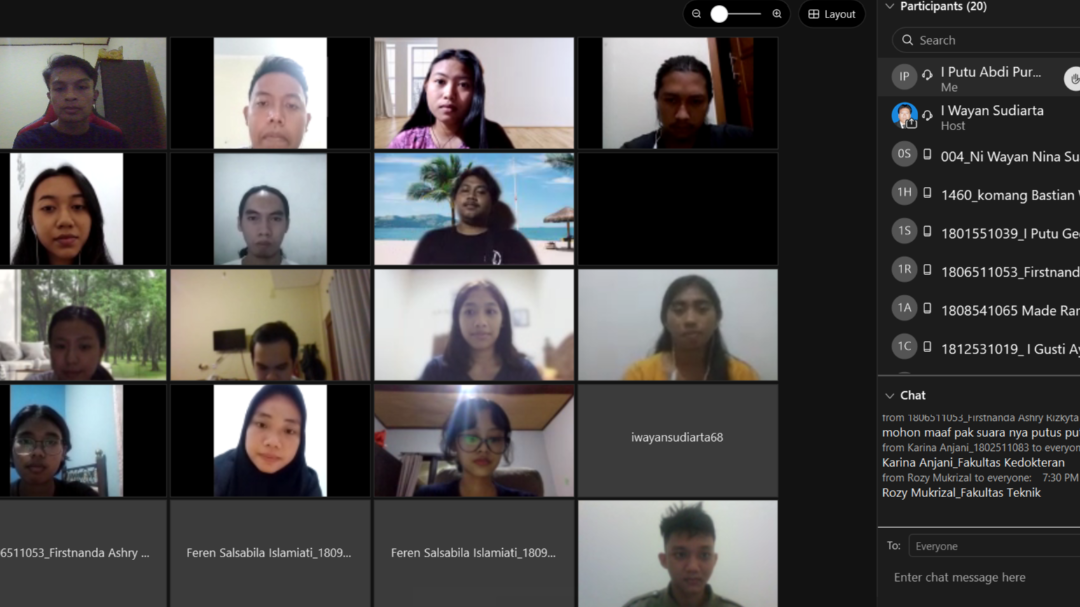 Layout
Participants (20)
Search
IP I Putu Abdi Pur...
Me
I Wayan Sudiarta
Host
0S 004_Ni Wayan Nina Su
1H 1460_komang Bastian
1S 1801551039_I Putu Ge
1R 1806511053_Firstnand
1A 1808541065 Made Rar
1C 1812531019_ I Gusti Ay
iwayansudiarta68
6511053_Firstnanda Ashry ...
Feren Salsabila Islamiati_1809...
Feren Salsabila Islamiati_1809...
Chat
from 1806511053_Firstnanda Ashry Rizkyta
mohon maaf pak suara nya putus pu
from Karina Anjani_1802511083 to everyon
Karina Anjani_Fakultas Kedokteran
from Rozy Mukrizal to everyone: 7:30 PM
Rozy Mukrizal_Fakultas Teknik
To: Everyone
Enter chat message here